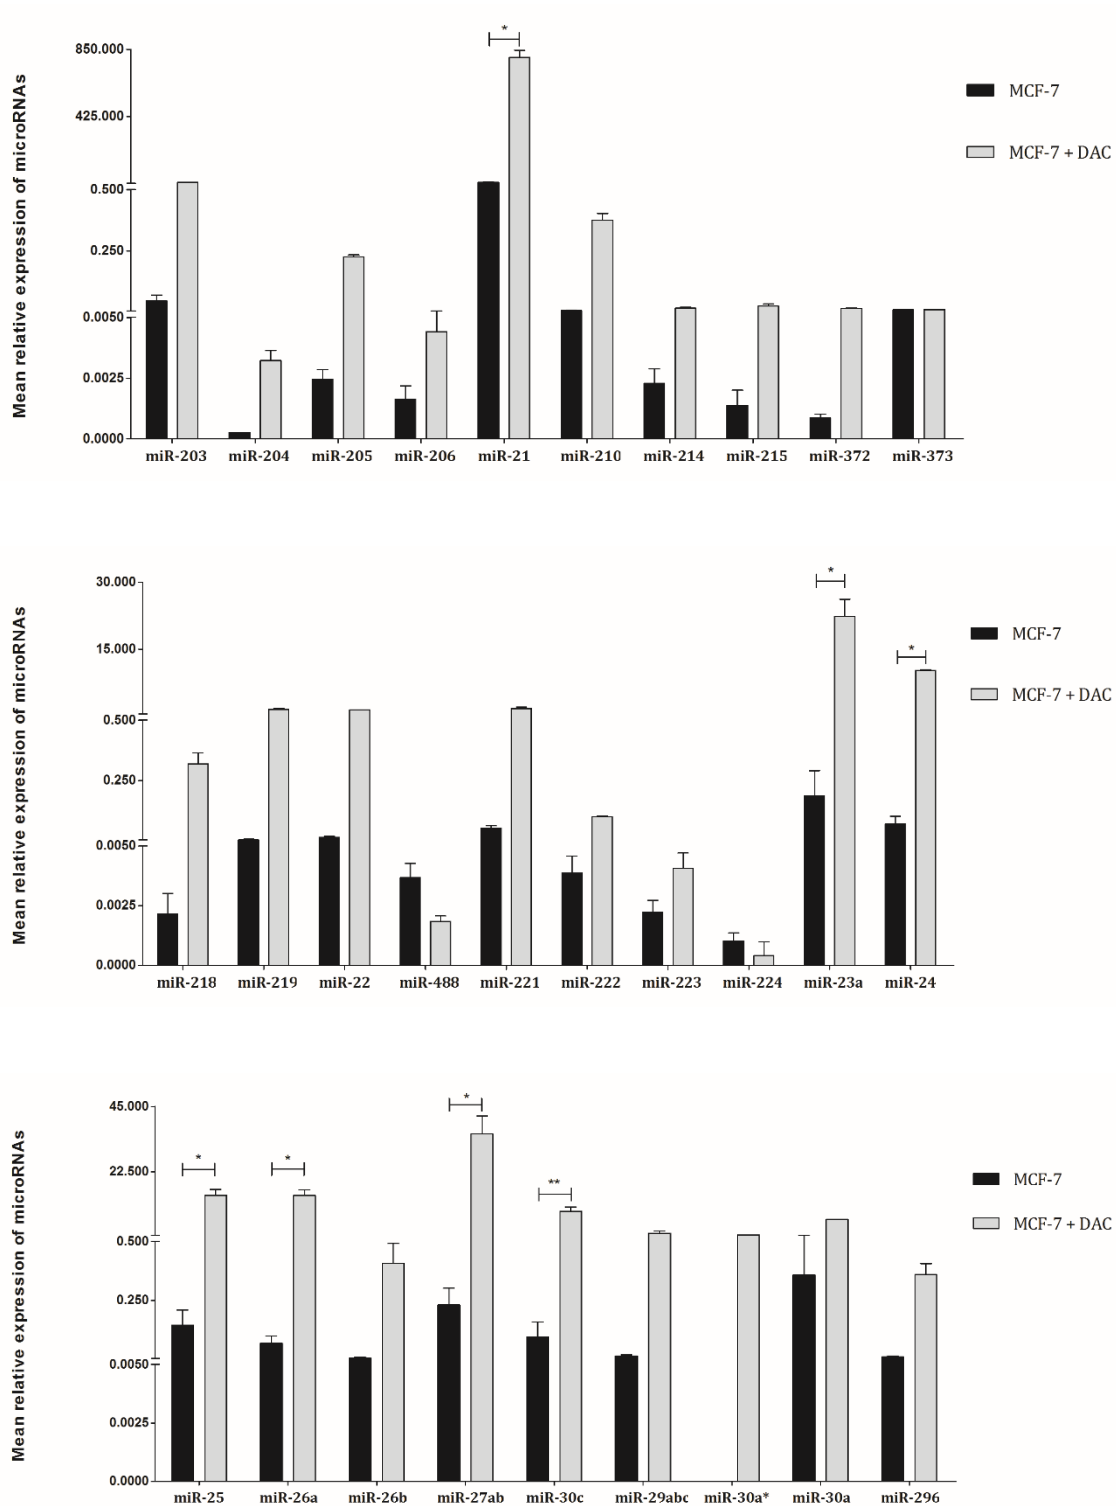 *
850.000
425.000
0.500
0.250
0.0050
0.0025
0.0000
Mean relative expression of microRNAs
MCF-7
MCF-7 + DAC
miR-203 miR-204 miR-205 miR-206 miR-21 miR-210 miR-214 miR-215 miR-372 miR-373
*
*
30.000
15.000
0.500
0.250
0.0050
0.0025
0.0000
Mean relative expression of microRNAs
MCF-7
MCF-7 + DAC
miR-218 miR-219 miR-22 miR-488 miR-221 miR-222 miR-223 miR-224 miR-23a miR-24
*
*
*
**
45.000
22.500
0.500
0.250
0.0050
0.0025
0.0000
Mean relative expression of microRNAs
MCF-7
MCF-7 + DAC
miR-25 miR-26a miR-26b miR-27ab miR-30c miR-29abc miR-30a* miR-30a miR-296